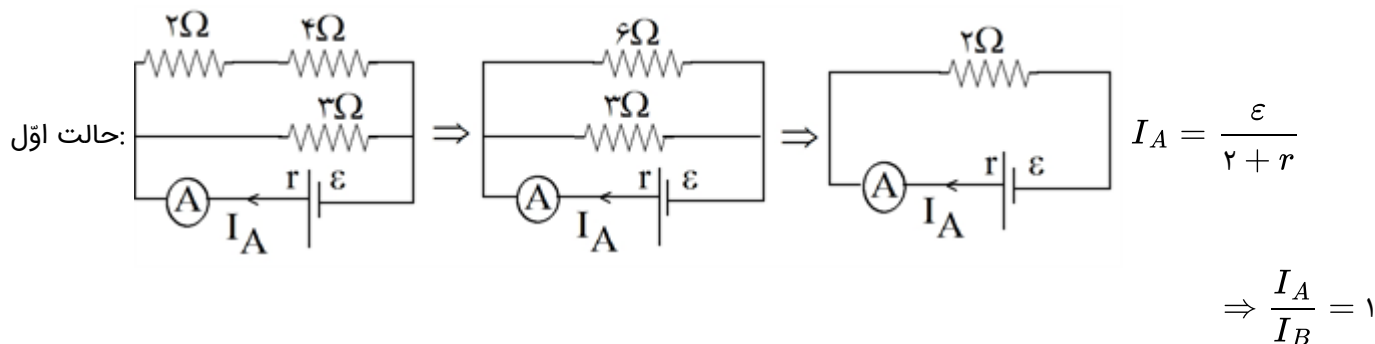 حالت اوّل:
۲Ω ۴Ω
۳Ω
r ε
A
I_A
⇒
۶Ω
۳Ω
r ε
A
I_A
⇒
۲Ω
r ε
A
I_A
I_A = ε / (۲ + r)
⇒ I_A / I_B = ۱